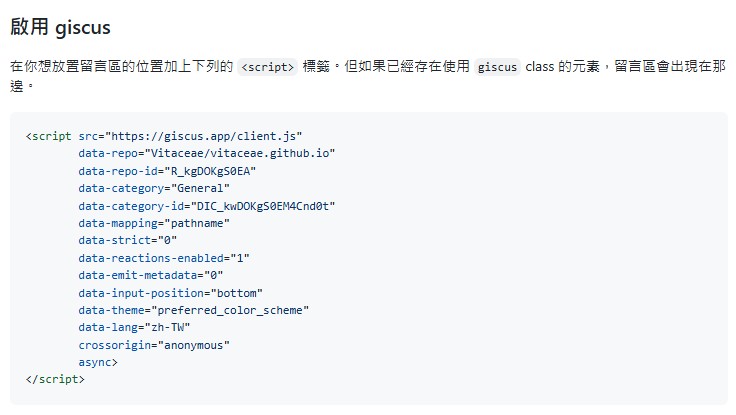 啟用 giscus
在你想放置留言區的位置加上下列的 <script> 標籤。但如果已經存在使用 giscus class 的元素，留言區會出現在那
邊。
<script src="https://giscus.app/client.js"
        data-repo="Vitaceae/vitaceae.github.io"
        data-repo-id="R_kgDOKgS0EA"
        data-category="General"
        data-category-id="DIC_kwDOKgS0EM4Cnd0t"
        data-mapping="pathname"
        data-strict="0"
        data-reactions-enabled="1"
        data-emit-metadata="0"
        data-input-position="bottom"
        data-theme="preferred_color_scheme"
        data-lang="zh-TW"
        crossorigin="anonymous"
        async>
</script>